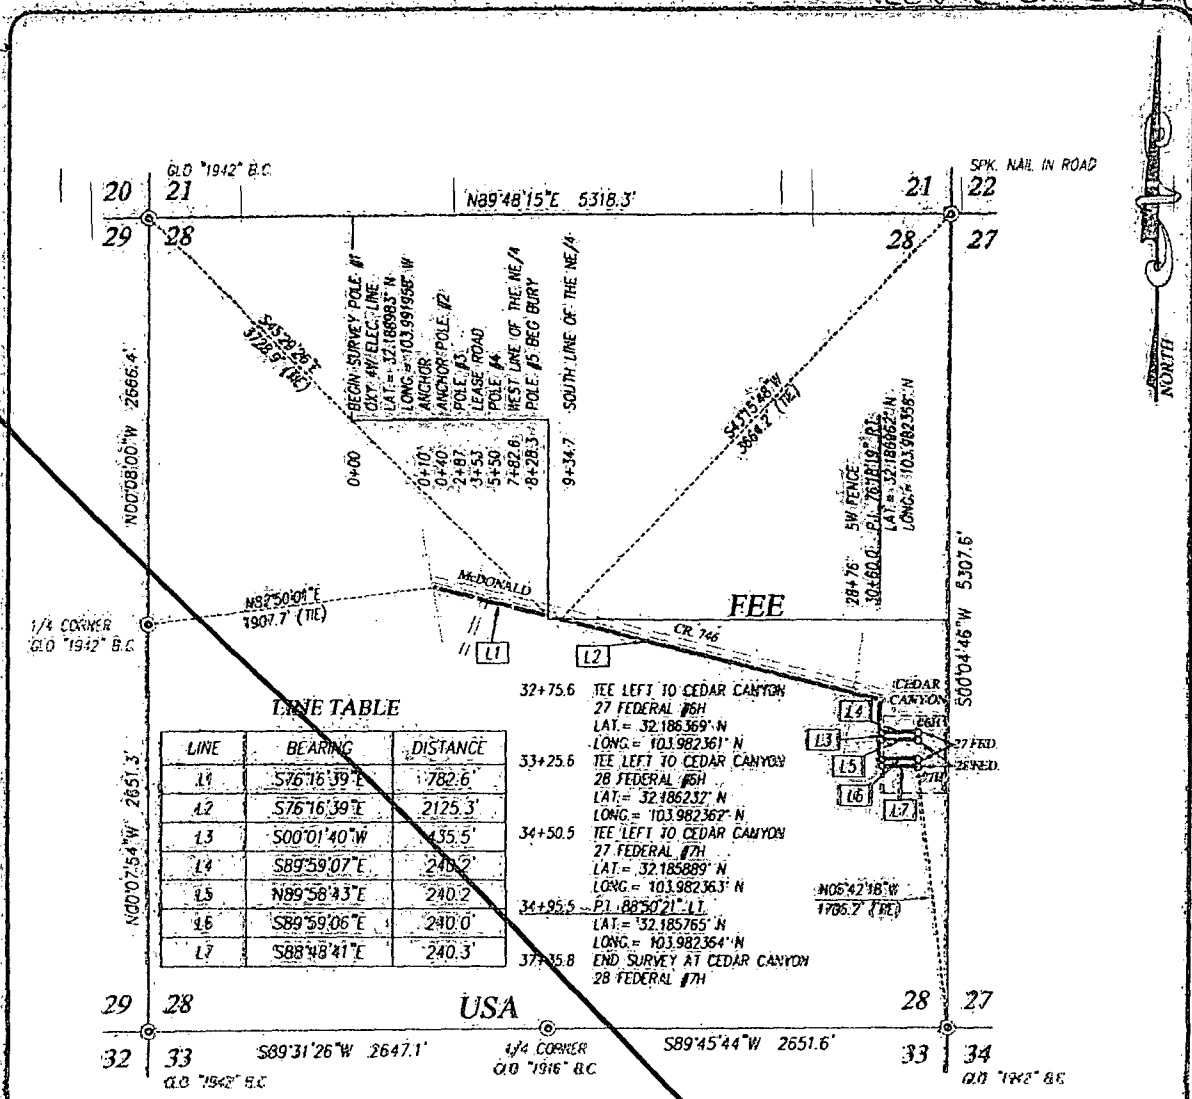 GLO "1942" B.C.
SPK. NAIL IN ROAD
20 21
21 22
N89°48'15"E 5318.3'
29 28
28 27
BEGIN SURVEY POLE #1
OXY 4W ELEC. LINE
LAT.= 32.188983° N
LONG.= 103.991958° W
ANCHOR
ANCHOR POLE #2
POLE #3
LEASE ROAD
POLE #4
WEST LINE OF THE NE/4
POLE #5 BEG BURY
SOUTH LINE OF THE NE/4
0+00
0+10
0+40
2+87
3+53
5+50
7+82.6
8+28.3
9+34.7
S45°29'26"E
3728.9' (TIE)
S43°15'48"W
3664.2' (TIE)
28+76 5W FENCE
30+60.0 P.I. 76°18'19" RT.
LAT.= 32.186962° N
LONG.= 103.982358° N
NORTH
N00°08'00"W 2666.4'
S00°04'46"W 5307.6'
N82°50'01"E
1907.7' (TIE)
1/4 CORNER
GLO "1942" B.C.
McDONALD
FEE
CR. 746
L1
L2
CEDAR
CANYON
L4
L3
L5
L6
L7
6H
7H
27 FED.
28 FED.
32+75.6 TEE LEFT TO CEDAR CANYON
27 FEDERAL #6H
LAT.= 32.186369° N
LONG.= 103.982361° N
33+25.6 TEE LEFT TO CEDAR CANYON
28 FEDERAL #6H
LAT.= 32.186232° N
LONG.= 103.982362° N
34+50.5 TEE LEFT TO CEDAR CANYON
27 FEDERAL #7H
LAT.= 32.185889° N
LONG.= 103.982363° N
34+95.5 P.I. 88°50'21" LT.
LAT.= 32.185765° N
LONG.= 103.982364° N
37+35.8 END SURVEY AT CEDAR CANYON
28 FEDERAL #7H
N06°42'18"W
1706.2' (TIE)
LINE TABLE
LINE BEARING DISTANCE
L1 S76°16'39"E 782.6'
L2 S76°16'39"E 2125.3'
L3 S00°01'40"W 435.5'
L4 S89°59'07"E 240.2'
L5 N89°58'43"E 240.2'
L6 S89°59'06"E 240.0'
L7 S88°48'41"E 240.3'
N00°07'54"W 2651.3'
USA
29 28
28 27
32 33
33 34
S89°31'26"W 2647.1'
1/4 CORNER
GLO "1916" B.C.
S89°45'44"W 2651.6'
GLO "1942" B.C.
GLO "1942" B.C.